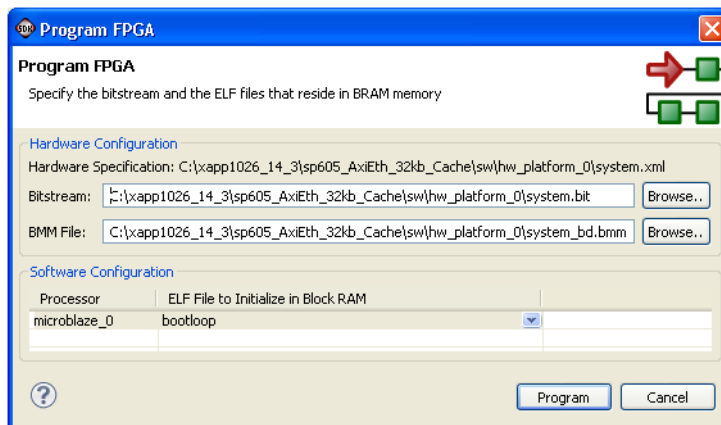 SDK Program FPGA
Program FPGA
Specify the bitstream and the ELF files that reside in BRAM memory
Hardware Configuration
Hardware Specification: C:\xapp1026_14_3\sp605_AxiEth_32kb_Cache\sw\hw_platform_0\system.xml
Bitstream: C:\xapp1026_14_3\sp605_AxiEth_32kb_Cache\sw\hw_platform_0\system.bit Browse..
BMM File: C:\xapp1026_14_3\sp605_AxiEth_32kb_Cache\sw\hw_platform_0\system_bd.bmm Browse..
Software Configuration
Processor ELF File to Initialize in Block RAM
microblaze_0 bootloop
? Program Cancel